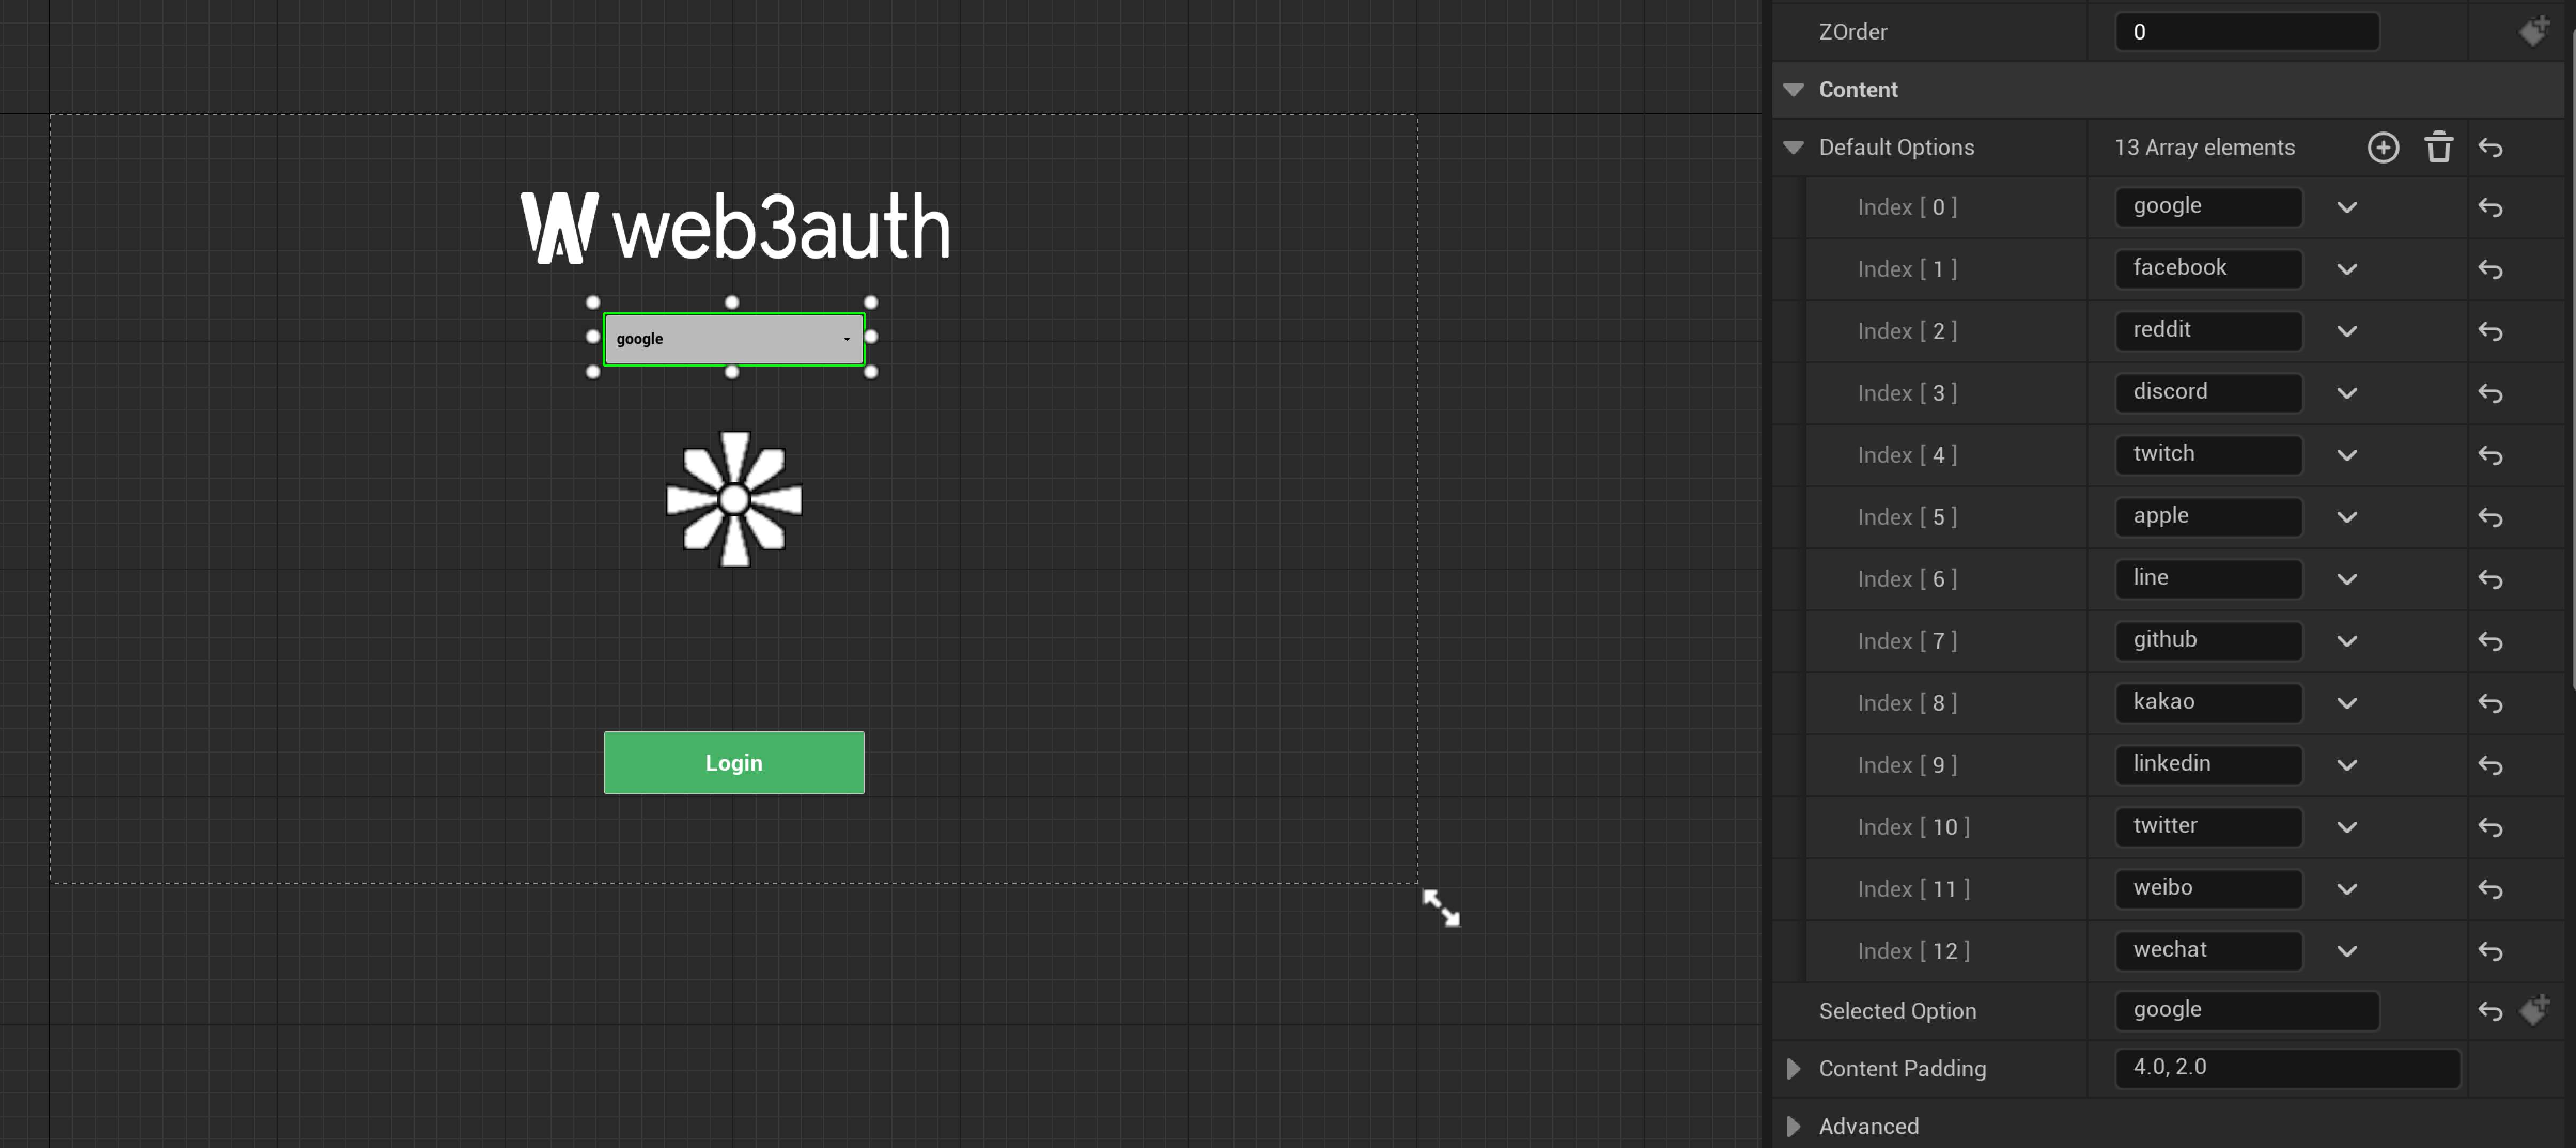 web3auth
google
Login
ZOrder 0
Content
Default Options 13 Array elements
Index [ 0 ] google
Index [ 1 ] facebook
Index [ 2 ] reddit
Index [ 3 ] discord
Index [ 4 ] twitch
Index [ 5 ] apple
Index [ 6 ] line
Index [ 7 ] github
Index [ 8 ] kakao
Index [ 9 ] linkedin
Index [ 10 ] twitter
Index [ 11 ] weibo
Index [ 12 ] wechat
Selected Option google
Content Padding 4.0, 2.0
Advanced